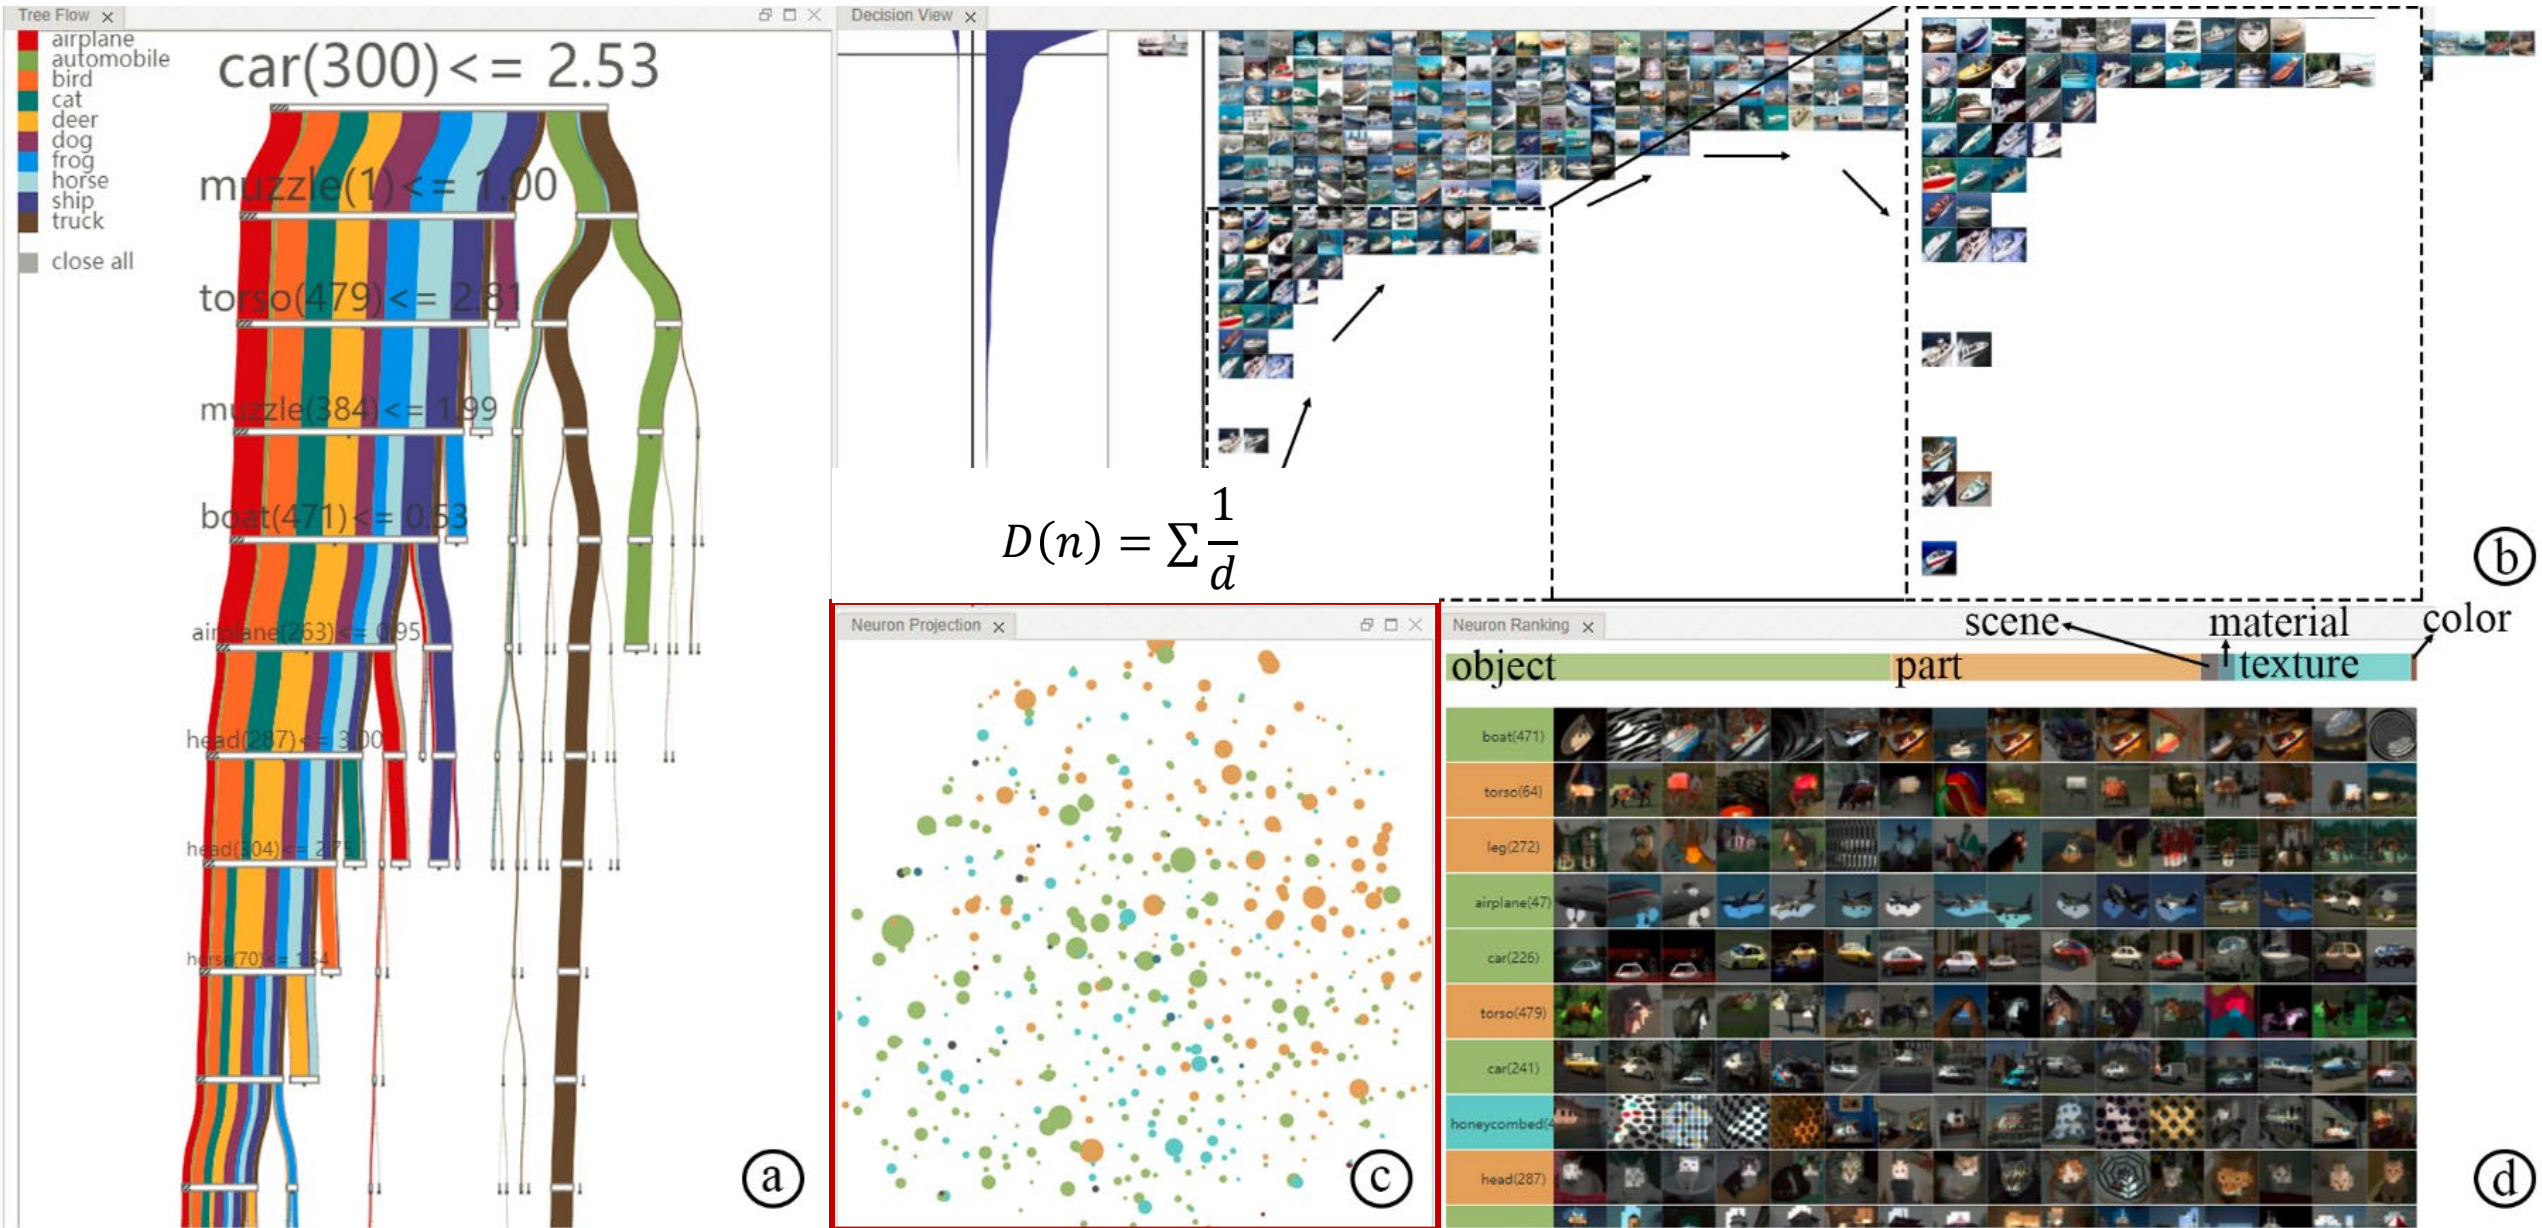 Tree Flow
airplane
automobile
bird
cat
deer
dog
frog
horse
ship
truck
close all
car(300)<= 2.53
muzzle(1)<= 1.00
torso(479)<= 2.81
muzzle(384)<= 1.99
boat(471)<= 0.53
airplane(263)<= 0.95
head(287)<= 3.00
head(304)<= 2.75
horse(70)<= 1.54
a
Decision View
b
D(n) = ∑ 1/d
Neuron Projection
c
Neuron Ranking
scene
material
color
object
part
texture
boat(471)
torso(64)
leg(272)
airplane(47)
car(226)
torso(479)
car(241)
honeycombed(4
head(287)
d